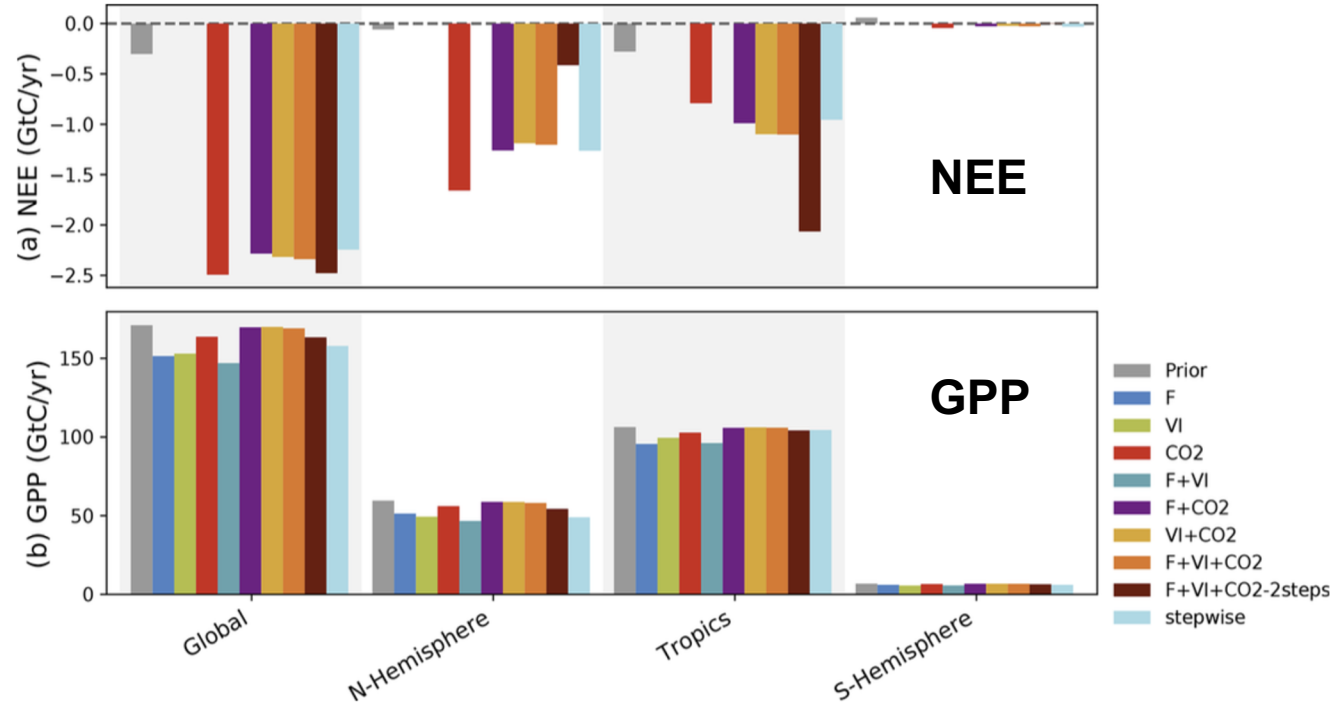 (a) NEE (GtC/yr)
0.0
−0.5
−1.0
−1.5
−2.0
−2.5
NEE
(b) GPP (GtC/yr)
150
100
50
0
GPP
Global
N-Hemisphere
Tropics
S-Hemisphere
Prior
F
VI
CO2
F+VI
F+CO2
VI+CO2
F+VI+CO2
F+VI+CO2-2steps
stepwise